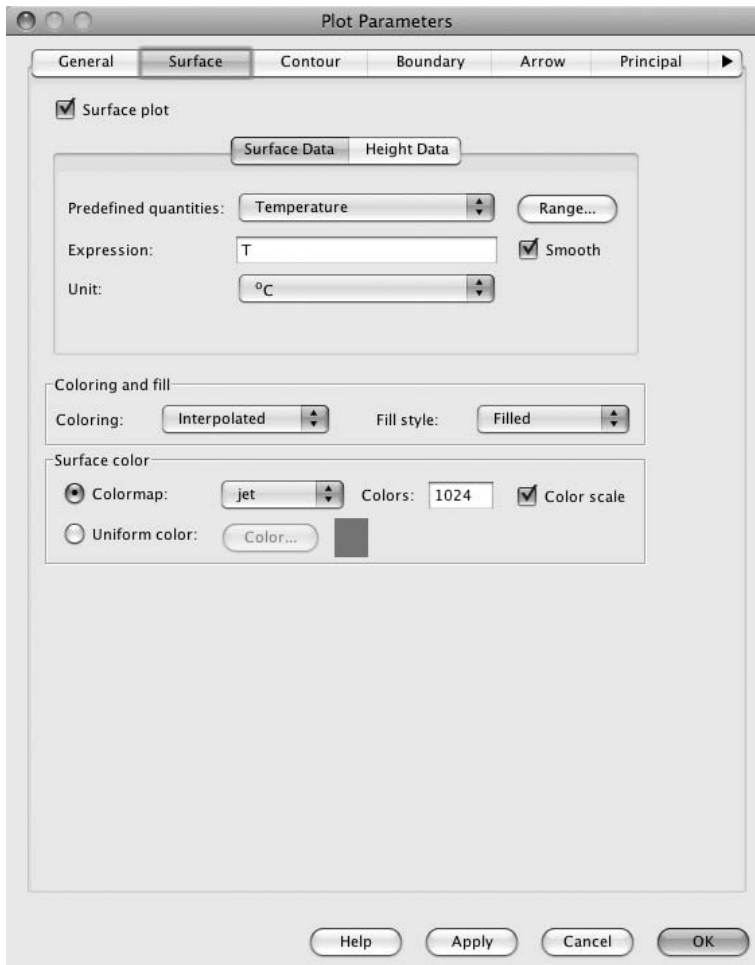 Plot Parameters
General Surface Contour Boundary Arrow Principal
Surface plot
Surface Data Height Data
Predefined quantities: Temperature Range...
Expression: T Smooth
Unit: °C
Coloring and fill
Coloring: Interpolated Fill style: Filled
Surface color
Colormap: jet Colors: 1024 Color scale
Uniform color: Color...
Help Apply Cancel OK